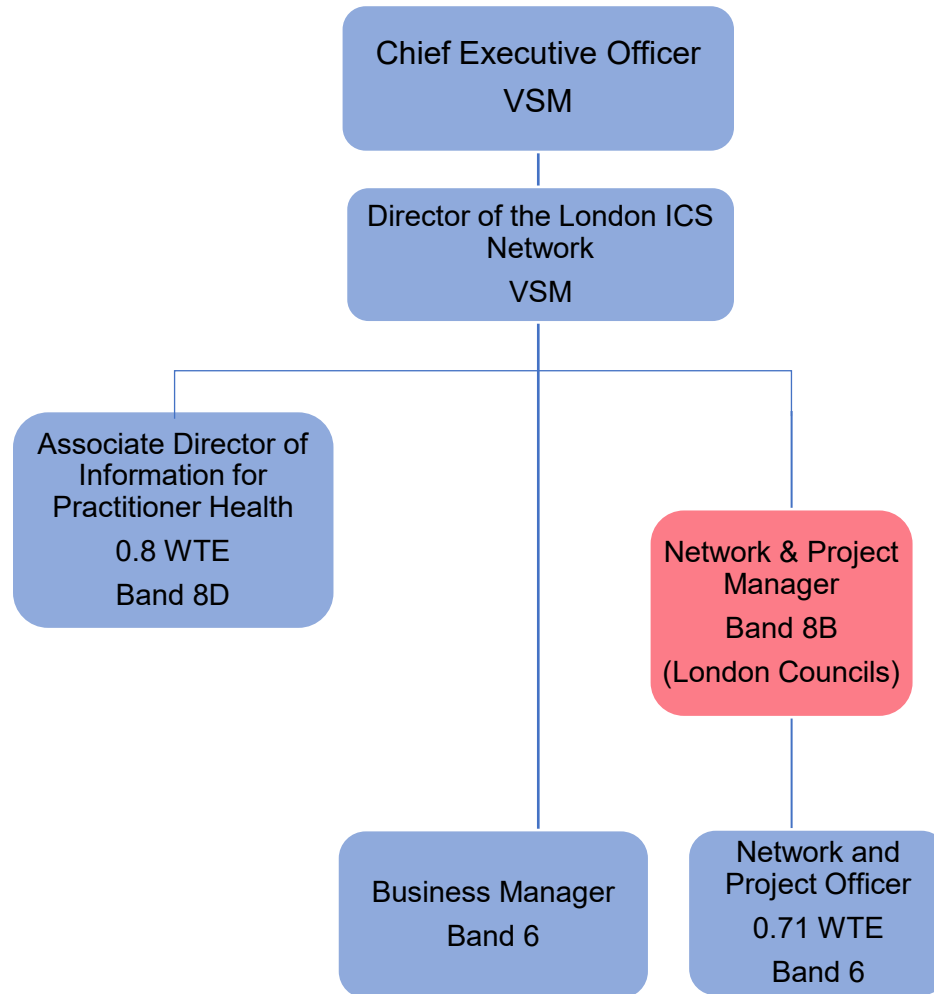 Chief Executive Officer
VSM
Director of the London ICS
Network
VSM
Associate Director of
Information for
Practitioner Health
0.8 WTE
Band 8D
Network & Project
Manager
Band 8B
(London Councils)
Business Manager
Band 6
Network and
Project Officer
0.71 WTE
Band 6